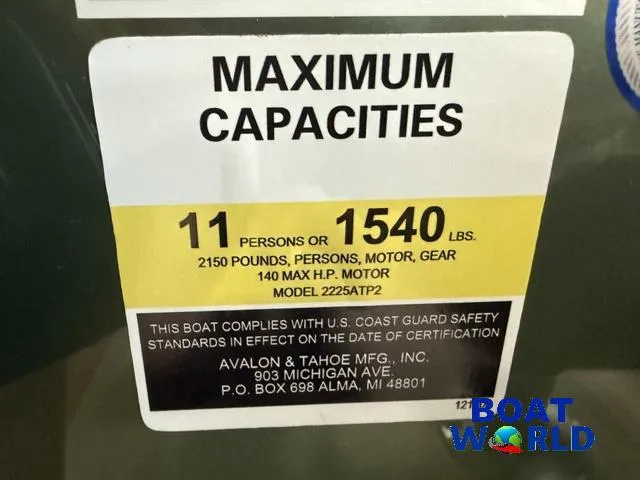 MAXIMUM
CAPACITIES
11 PERSONS OR 1540 LBS.
2150 POUNDS, PERSONS, MOTOR, GEAR
140 MAX H.P. MOTOR
MODEL 2225ATP2
THIS BOAT COMPLIES WITH U.S. COAST GUARD SAFETY
STANDARDS IN EFFECT ON THE DATE OF CERTIFICATION
AVALON & TAHOE MFG., INC.
903 MICHIGAN AVE.
P.O. BOX 698 ALMA, MI 48801
BOAT
WORLD